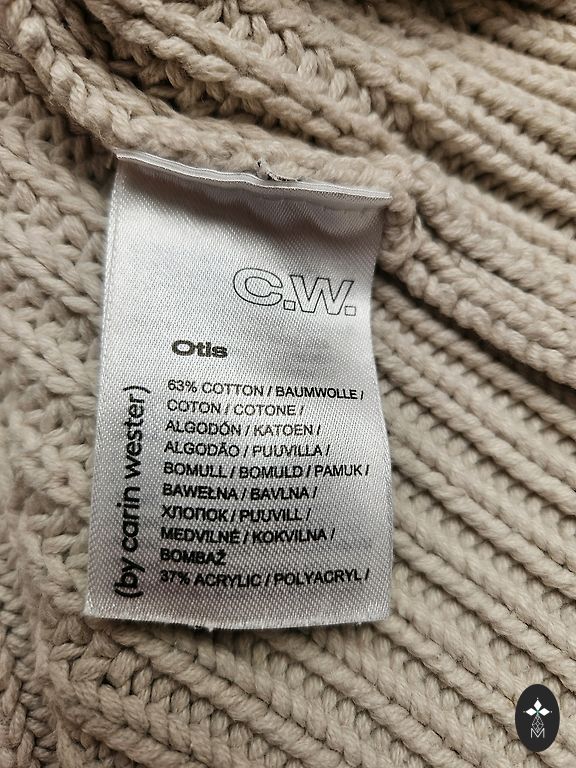 C.W.
Otis
63% COTTON / BAUMWOLLE /
COTON / COTONE /
ALGODÓN / KATOEN /
ALGODÃO / PUUVILLA /
BOMULL / BOMULD / PAMUK /
BAWEŁNA / BAVLNA /
ХЛОПОК / PUUVILL /
MEDVILNĖ / KOKVILNA /
BOMBAŽ
37% ACRYLIC / POLYACRYL /
(by carin wester)
M